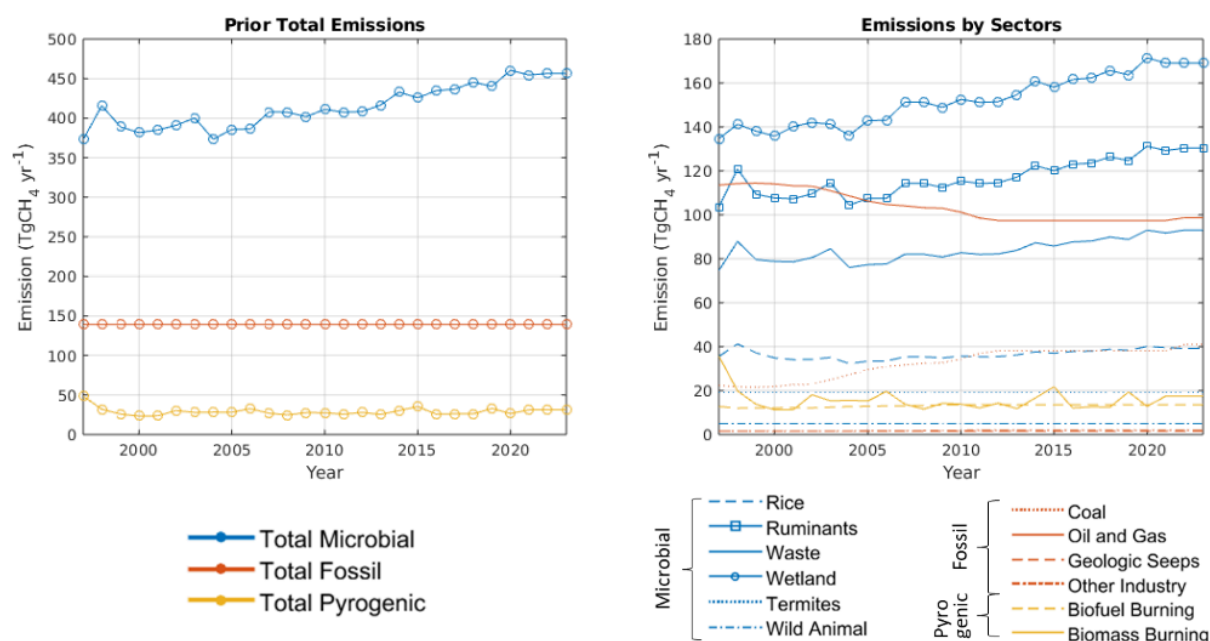 Prior Total Emissions
500
450
400
350
300
250
200
150
100
50
0
Emission (TgCH4 yr-1)
2000 2005 2010 2015 2020
Year
Total Microbial
Total Fossil
Total Pyrogenic
Emissions by Sectors
180
160
140
120
100
80
60
40
20
0
Emission (TgCH4 yr-1)
2000 2005 2010 2015 2020
Year
Microbial
Rice
Ruminants
Waste
Wetland
Termites
Wild Animal
Fossil
Coal
Oil and Gas
Geologic Seeps
Other Industry
Pyro
genic
Biofuel Burning
Biomass Burning